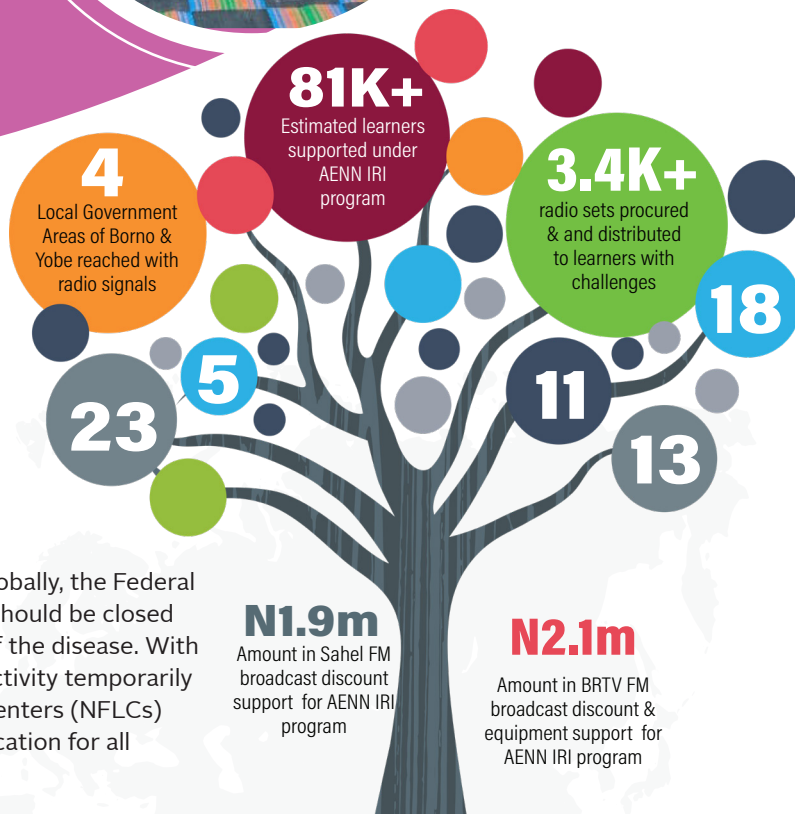 81K+
Estimated learners
supported under
AENN IRI
program
4
Local Government
Areas of Borno &
Yobe reached with
radio signals
3.4K+
radio sets procured
& and distributed
to learners with
challenges
18
5
23
11
13
obally, the Federal
hould be closed
f the disease. With
ctivity temporarily
enters (NFLCs)
cation for all
N1.9m
Amount in Sahel FM
broadcast discount
support for AENN IRI
program
N2.1m
Amount in BRTV FM
broadcast discount &
equipment support for
AENN IRI program